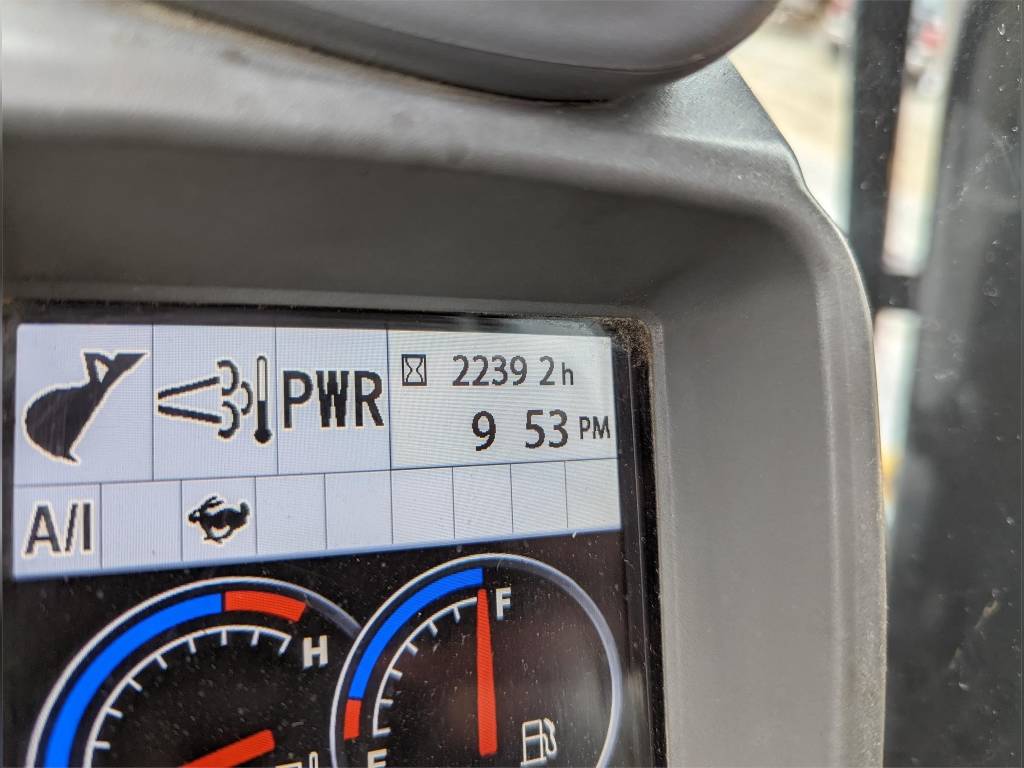 PWR
2239 2h
9 53 PM
A/I
H
F
E